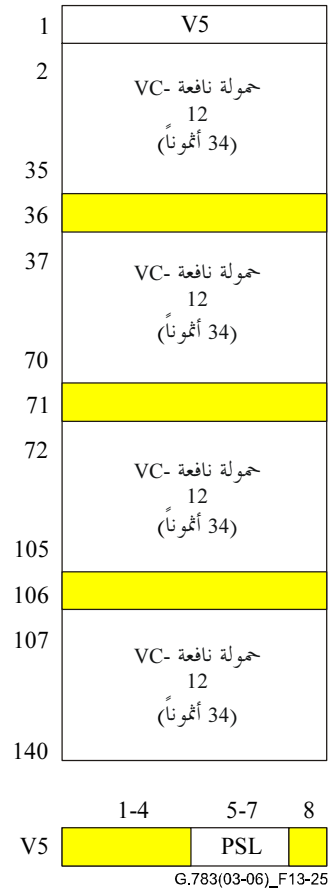 1 V5
2
حمولة نافعة VC-
12
(34 أثموناً)
35
36
37
حمولة نافعة VC-
12
(34 أثموناً)
70
71
72
حمولة نافعة VC-
12
(34 أثموناً)
105
106
107
حمولة نافعة VC-
12
(34 أثموناً)
140
1-4 5-7 8
V5 PSL
G.783(03-06)_F13-25